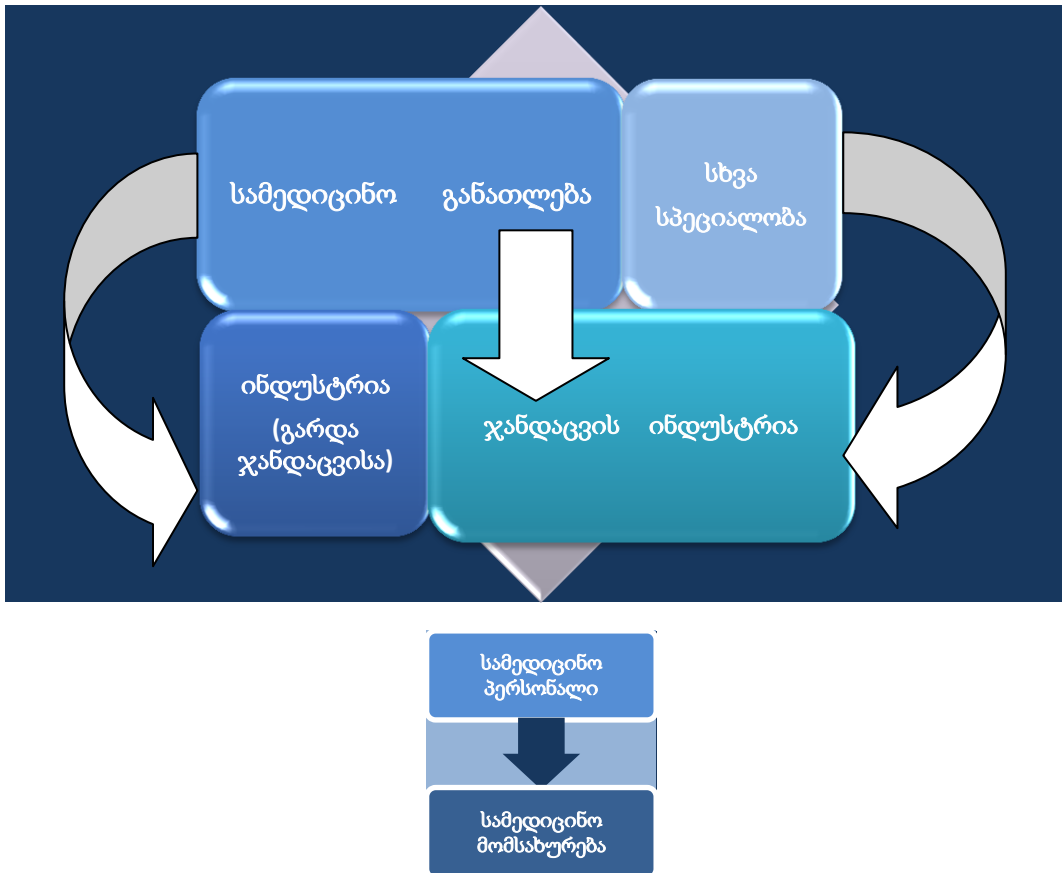 სამედიცინო განათლება
სხვა
სპეციალობა
ინდუსტრია
(გარდა
ჯანდაცვისა)
ჯანდაცვის ინდუსტრია
სამედიცინო
პერსონალი
სამედიცინო
მომსახურება